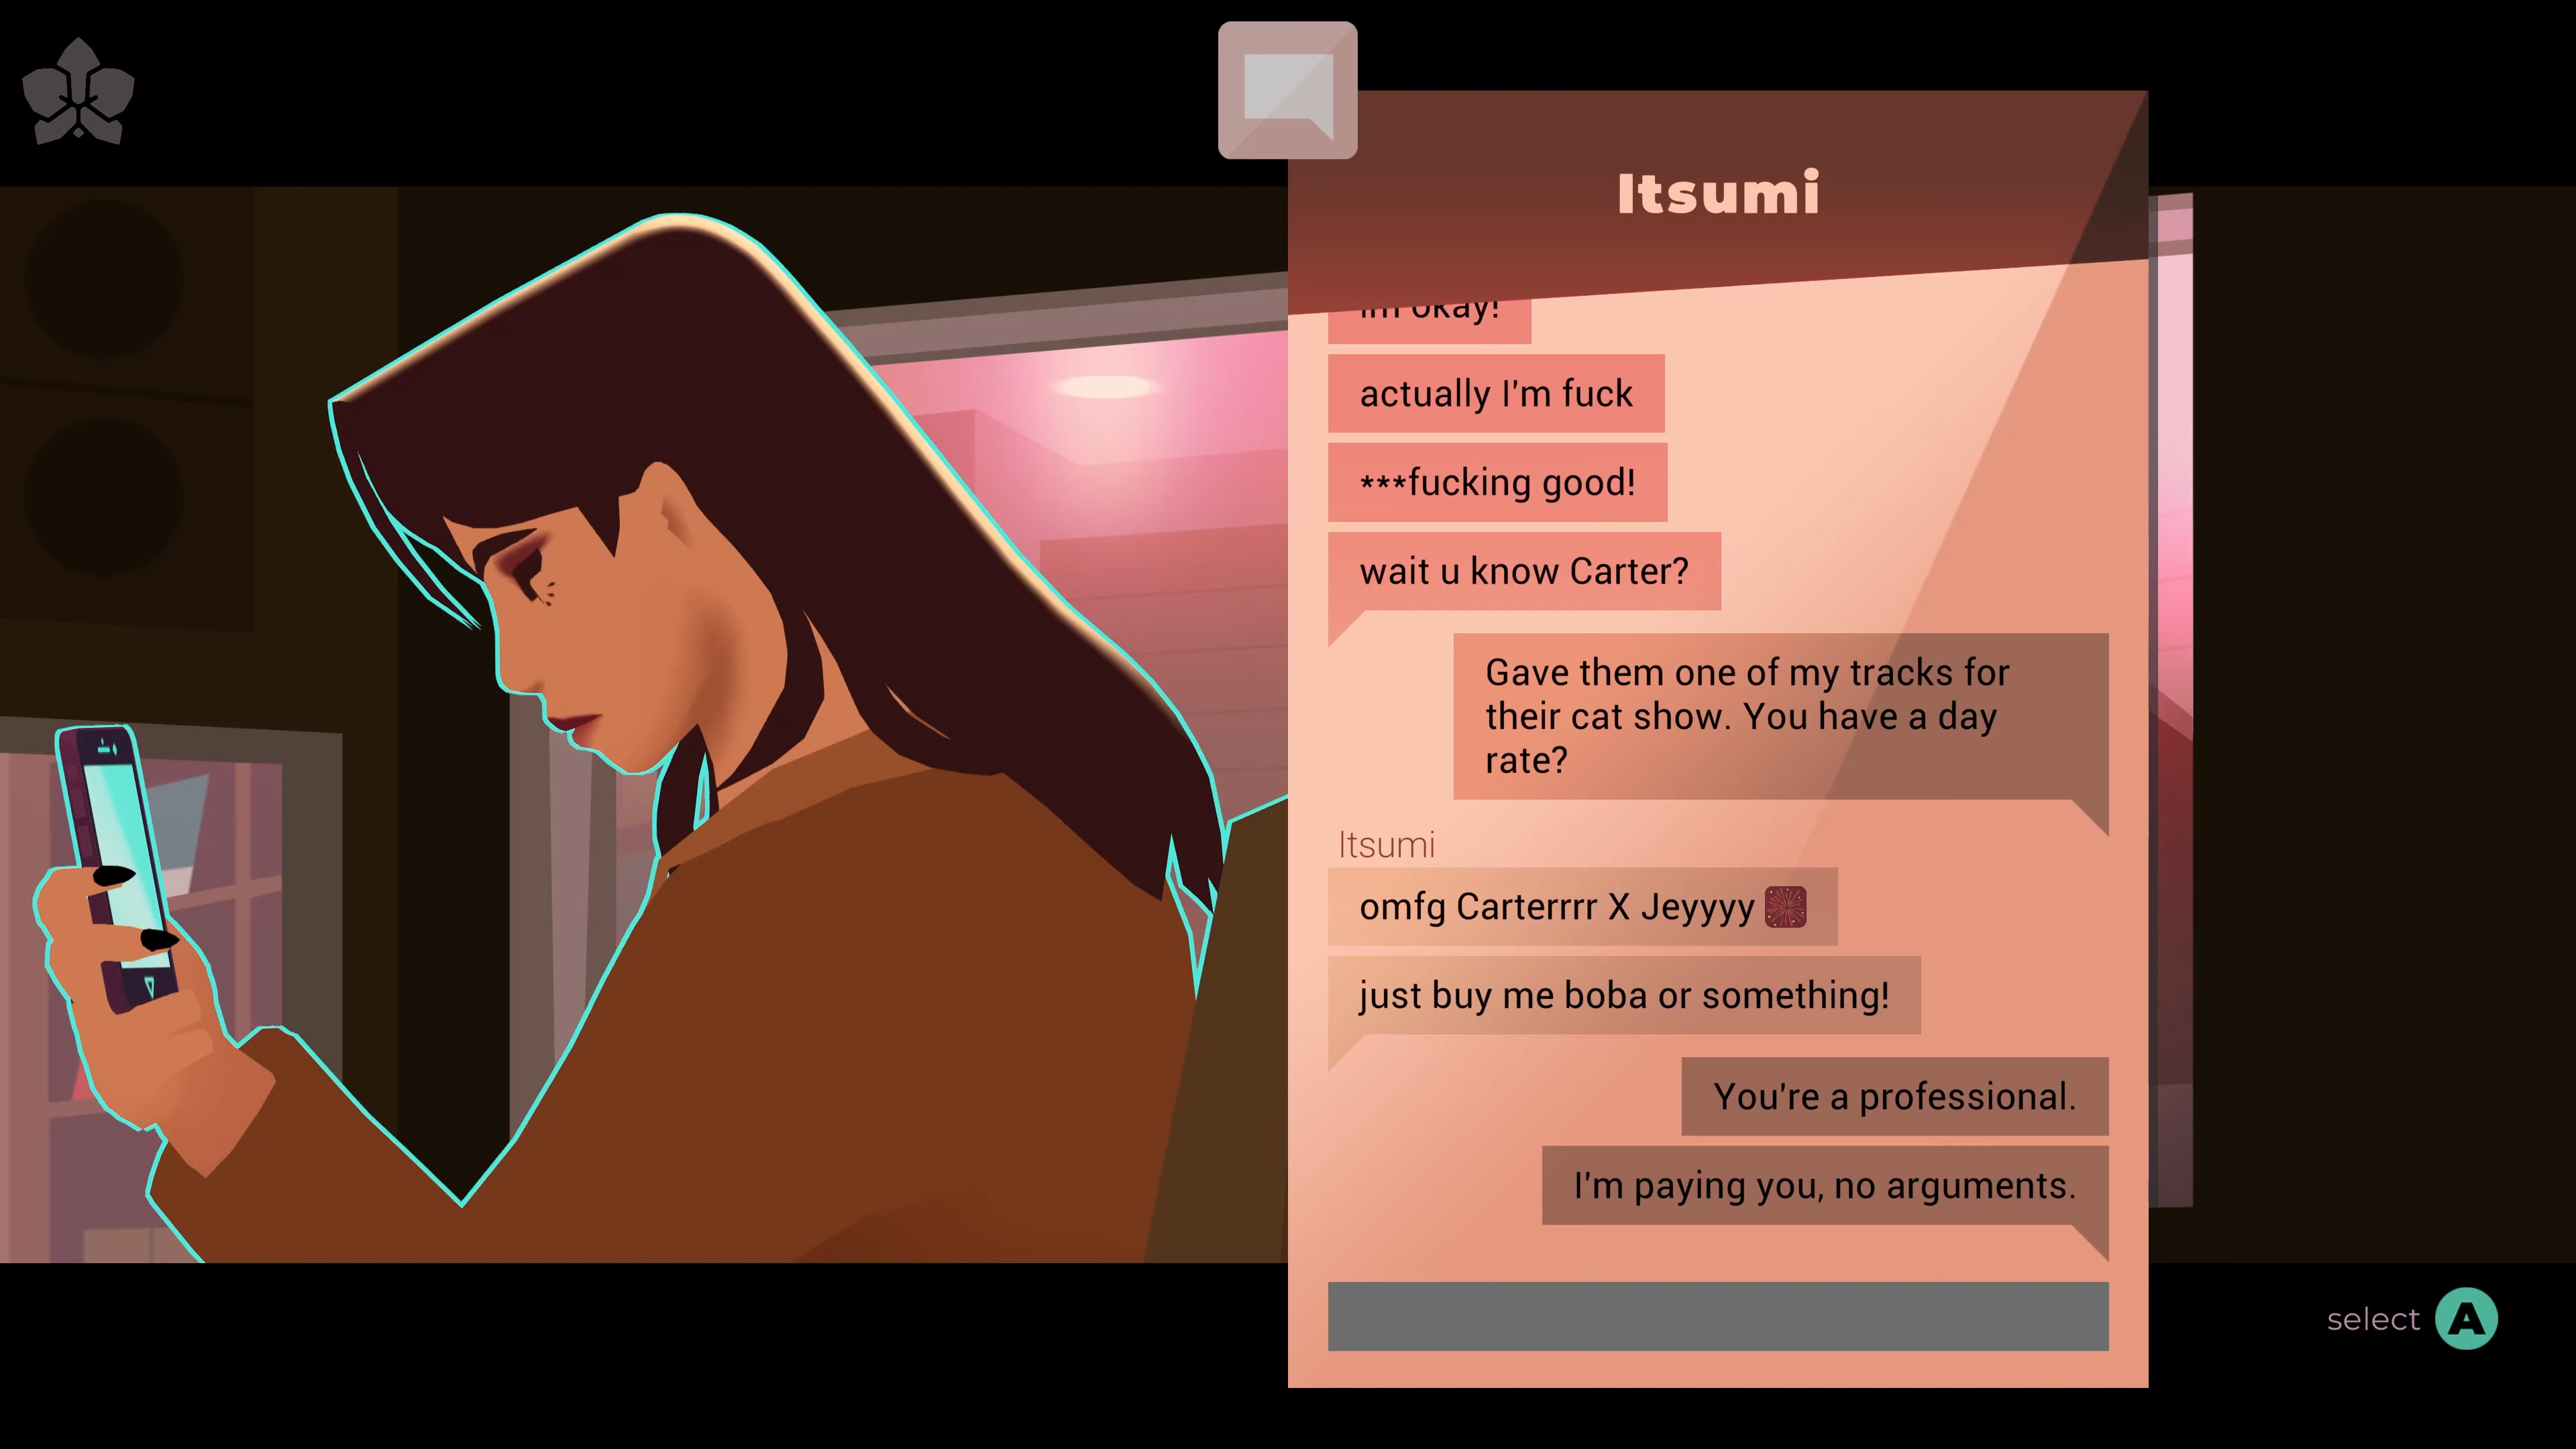 Itsumi
im okay!
actually I'm fuck
***fucking good!
wait u know Carter?
Gave them one of my tracks for
their cat show. You have a day
rate?
Itsumi
omfg Carterrrr X Jeyyyy
just buy me boba or something!
You're a professional.
I'm paying you, no arguments.
select A